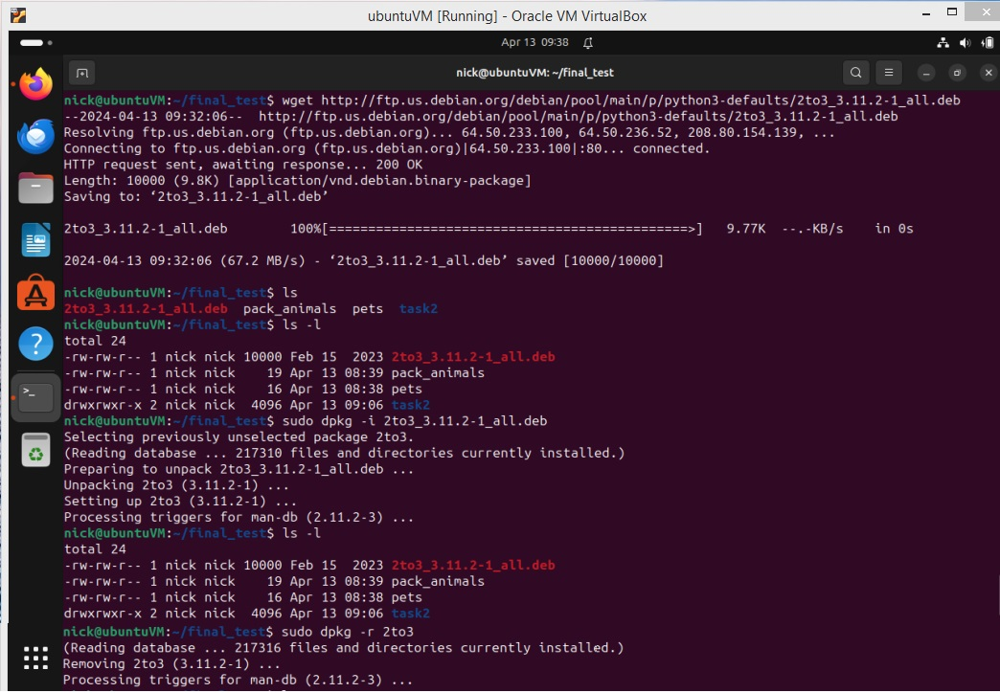 ubuntuVM [Running] - Oracle VM VirtualBox
Apr 13 09:38
nick@ubuntuVM: ~/final_test
nick@ubuntuVM:~/final_test$ wget http://ftp.us.debian.org/debian/pool/main/p/python3-defaults/2to3_3.11.2-1_all.deb
--2024-04-13 09:32:06--  http://ftp.us.debian.org/debian/pool/main/p/python3-defaults/2to3_3.11.2-1_all.deb
Resolving ftp.us.debian.org (ftp.us.debian.org)... 64.50.233.100, 64.50.236.52, 208.80.154.139, ...
Connecting to ftp.us.debian.org (ftp.us.debian.org)|64.50.233.100|:80... connected.
HTTP request sent, awaiting response... 200 OK
Length: 10000 (9.8K) [application/vnd.debian.binary-package]
Saving to: ‘2to3_3.11.2-1_all.deb’
2to3_3.11.2-1_all.deb        100%[==============================================>]   9.77K  --.-KB/s    in 0s
2024-04-13 09:32:06 (67.2 MB/s) - ‘2to3_3.11.2-1_all.deb’ saved [10000/10000]
nick@ubuntuVM:~/final_test$ ls
2to3_3.11.2-1_all.deb  pack_animals  pets  task2
nick@ubuntuVM:~/final_test$ ls -l
total 24
-rw-rw-r-- 1 nick nick 10000 Feb 15  2023 2to3_3.11.2-1_all.deb
-rw-rw-r-- 1 nick nick    19 Apr 13 08:39 pack_animals
-rw-rw-r-- 1 nick nick    16 Apr 13 08:38 pets
drwxrwxr-x 2 nick nick  4096 Apr 13 09:06 task2
nick@ubuntuVM:~/final_test$ sudo dpkg -i 2to3_3.11.2-1_all.deb
Selecting previously unselected package 2to3.
(Reading database ... 217310 files and directories currently installed.)
Preparing to unpack 2to3_3.11.2-1_all.deb ...
Unpacking 2to3 (3.11.2-1) ...
Setting up 2to3 (3.11.2-1) ...
Processing triggers for man-db (2.11.2-3) ...
nick@ubuntuVM:~/final_test$ ls -l
total 24
-rw-rw-r-- 1 nick nick 10000 Feb 15  2023 2to3_3.11.2-1_all.deb
-rw-rw-r-- 1 nick nick    19 Apr 13 08:39 pack_animals
-rw-rw-r-- 1 nick nick    16 Apr 13 08:38 pets
drwxrwxr-x 2 nick nick  4096 Apr 13 09:06 task2
nick@ubuntuVM:~/final_test$ sudo dpkg -r 2to3
(Reading database ... 217316 files and directories currently installed.)
Removing 2to3 (3.11.2-1) ...
Processing triggers for man-db (2.11.2-3) ...